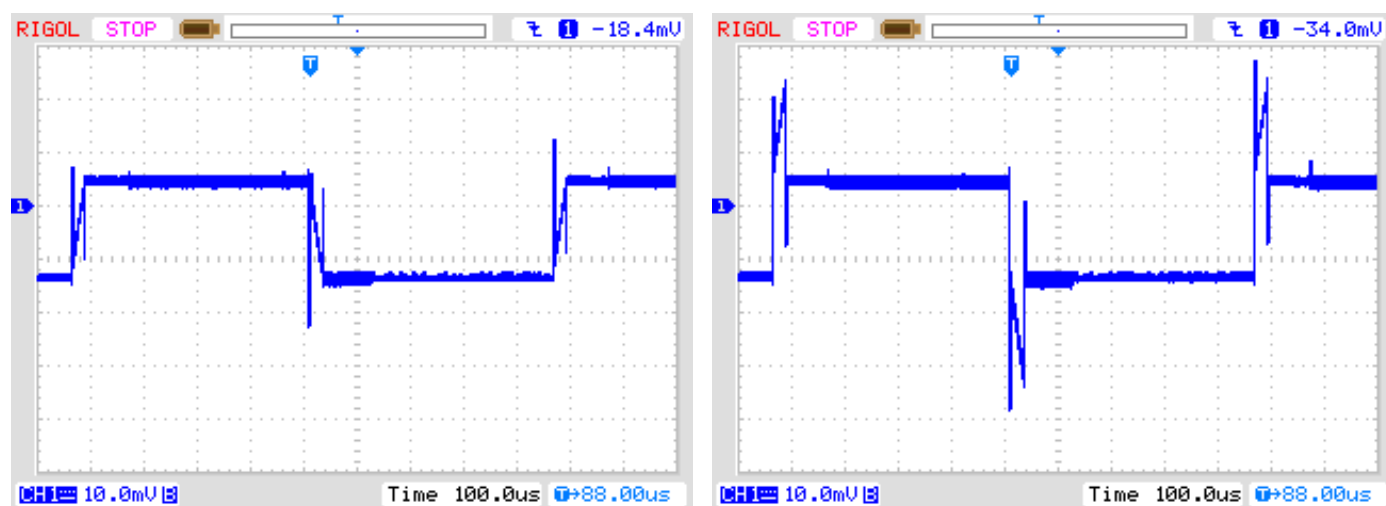 RIGOL STOP T 1 -18.4mV
T
1
CH1 10.0mV B Time 100.0us T→88.00us
RIGOL STOP T 1 -34.0mV
T
1
CH1 10.0mV B Time 100.0us T→88.00us